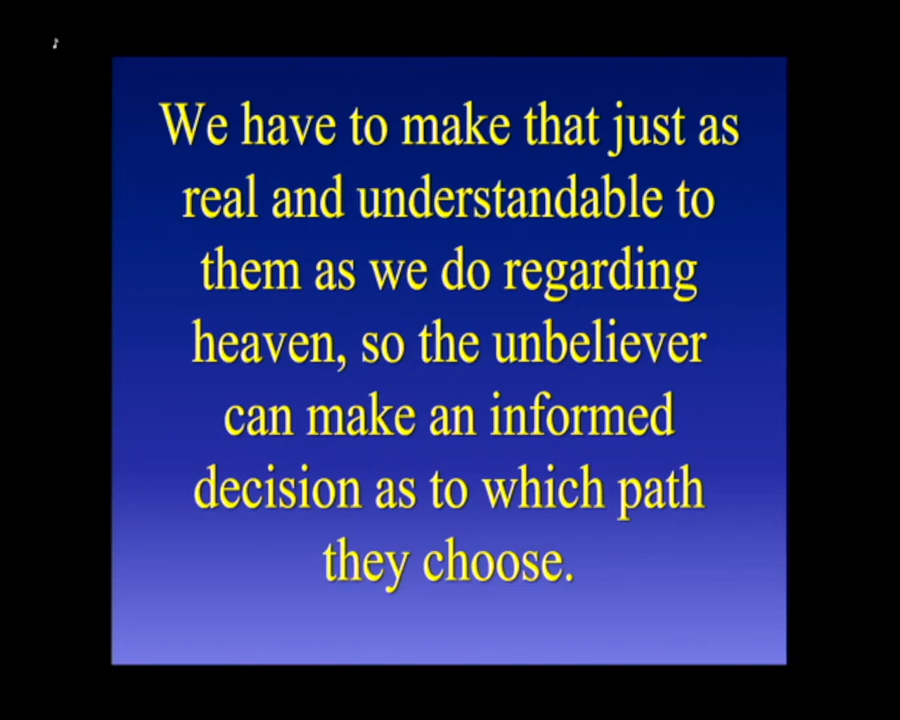 We have to make that just as
real and understandable to
them as we do regarding
heaven, so the unbeliever
can make an informed
decision as to which path
they choose.